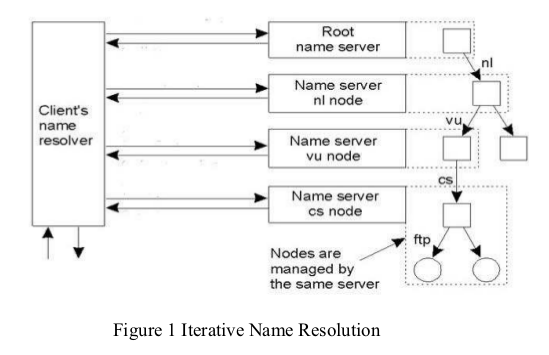 Root
name server
nl
Name server
nl node
Client's
name
resolver
vu
Name server
vu node
cs
Name server
cs node
ftp
Nodes are
managed by
the same server
Figure 1 Iterative Name Resolution